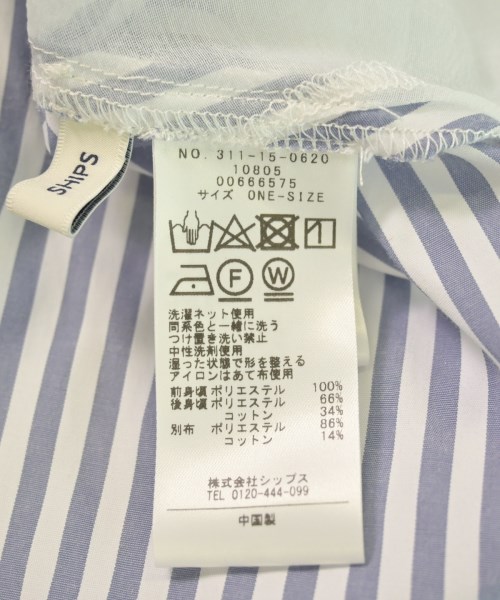 SHIPS
NO. 311-15-0620
10805
00666575
サイズ ONE-SIZE
F W
洗濯ネット使用
同系色と一緒に洗う
つけ置き洗い禁止
中性洗剤使用
湿った状態で形を整える
アイロンはあて布使用
前身頃 ポリエステル 100%
後身頃 ポリエステル 66%
コットン 34%
別布 ポリエステル 86%
コットン 14%
株式会社シップス
TEL 0120-444-099
中国製